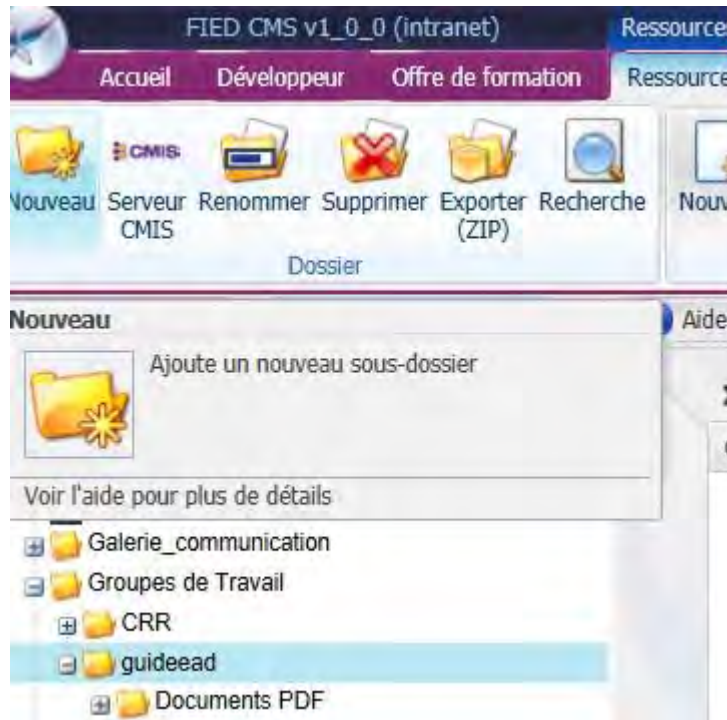 FIED CMS v1_0_0 (intranet) Ressource
Accueil Développeur Offre de formation Ressource
CMIS
Nouveau Serveur CMIS Renommer Supprimer Exporter (ZIP) Recherche Nouv
Dossier
Nouveau
Aide
Ajoute un nouveau sous-dossier
Voir l'aide pour plus de détails
Galerie_communication
Groupes de Travail
CRR
guideead
Documents PDF